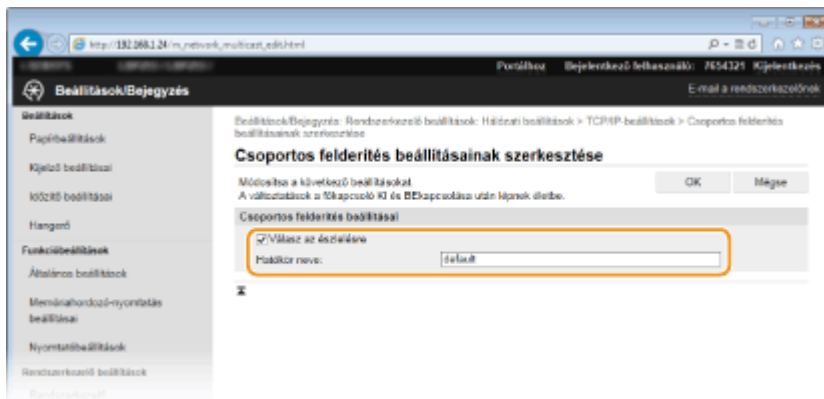 http://192.168.1.24/m_network_multicast_edit.html
Portálhoz Bejelentkező felhasználó: 7654321 Kijelentkezés
Beállítások/Bejegyzés
E-mail a rendszerkezelőnek
Beállítások
Papírbeállítások
Kijelző beállításai
Időzítő beállításai
Hangerő
Funkcióbeállítások
Általános beállítások
Memóriahordozó-nyomtatás
beállításai
Nyomtatóbeállítások
Rendszerkezelő beállítások
Beállítások/Bejegyzés: Rendszerkezelő beállítások: Hálózati beállítások > TCP/IP-beállítások > Csoportos felderítés
beállításainak szerkesztése
Csoportos felderítés beállításainak szerkesztése
Módosítsa a következő beállításokat.
A változtatások a főkapcsoló KI és BEkapcsolása után lépnek életbe.
OK Mégse
Csoportos felderítés beállításai
Válasz az észlelésre
Hatókör neve: default